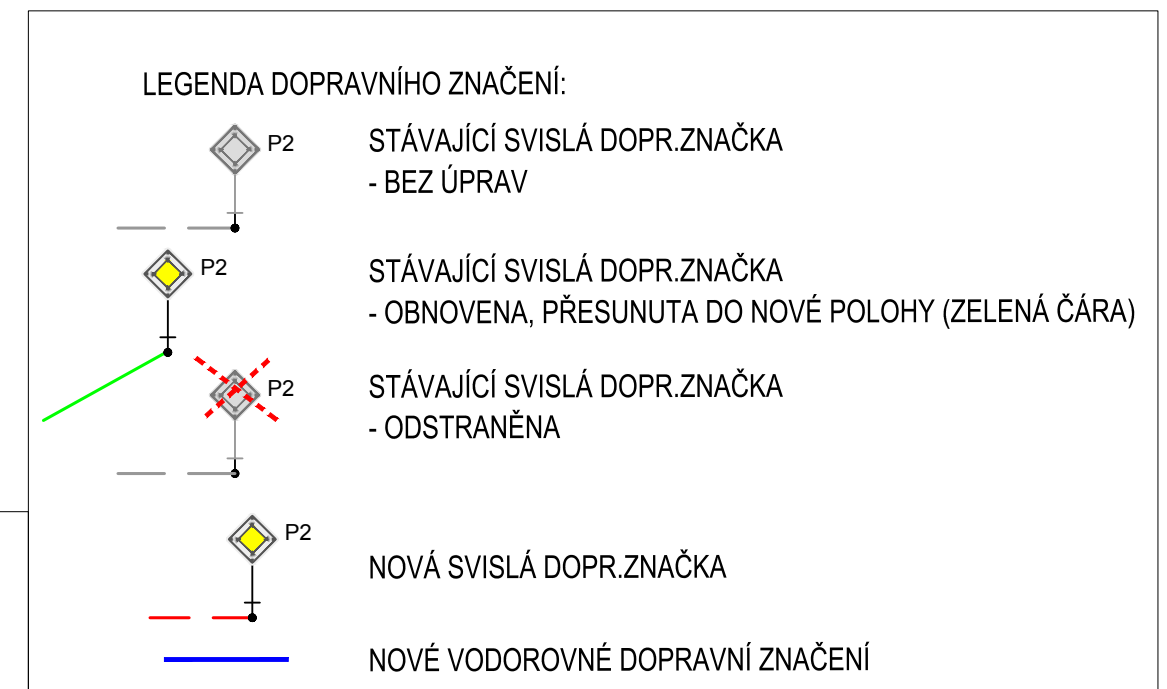 LEGENDA DOPRAVNÍHO ZNAČENÍ:
P2
STÁVAJÍCÍ SVISLÁ DOPR.ZNAČKA
- BEZ ÚPRAV
P2
STÁVAJÍCÍ SVISLÁ DOPR.ZNAČKA
- OBNOVENA, PŘESUNUTA DO NOVÉ POLOHY (ZELENÁ ČÁRA)
P2
STÁVAJÍCÍ SVISLÁ DOPR.ZNAČKA
- ODSTRANĚNA
P2
NOVÁ SVISLÁ DOPR.ZNAČKA
NOVÉ VODOROVNÉ DOPRAVNÍ ZNAČENÍ